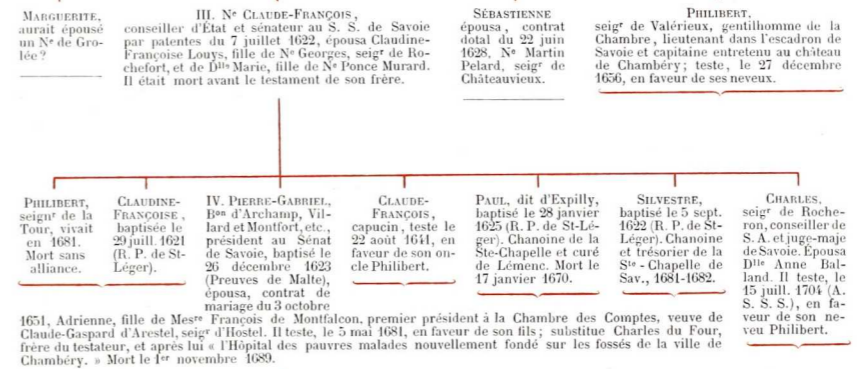 MARGUERITE,
aurait épousé
un Ne de Gro-
lée ?
III. Ne CLAUDE-FRANÇOIS,
conseiller d'État et sénateur au S. S. de Savoie
par patentes du 7 juillet 1622, épousa Claudine-
Françoise Louys, fille de Ne Georges, seigr de Ro-
chefort, et de Dlle Marie, fille de Ne Ponce Murard.
Il était mort avant le testament de son frère.
SÉBASTIENNE
épousa, contrat
dotal du 22 juin
1628, Ne Martin
Pelard, seigr de
Châteauvieux.
PHILIBERT,
seigr de Valérieux, gentilhomme de la
Chambre, lieutenant dans l'escadron de
Savoie et capitaine entretenu au château
de Chambéry; teste, le 27 décembre
1656, en faveur de ses neveux.
PHILIBERT,
seignr de la
Tour, vivait
en 1681.
Mort sans
alliance.
CLAUDINE-
FRANÇOISE,
baptisée le
29 juill. 1621
(R. P. de St-
Léger).
IV. PIERRE-GABRIEL,
Bon d'Archamp, Vil-
lard et Montfort, etc.,
président au Sénat
de Savoie, baptisé le
26 décembre 1623
(Preuves de Malte),
épousa, contrat de
mariage du 3 octobre
1651, Adrienne, fille de Messre François de Montfalcon, premier président à la Chambre des Comptes, veuve de
Claude-Gaspard d'Arestel, seigr d'Hostel. Il teste, le 5 mai 1681, en faveur de son fils; substitue Charles du Four,
frère du testateur, et après lui « l'Hôpital des pauvres malades nouvellement fondé sur les fossés de la ville de
Chambéry. » Mort le 1er novembre 1689.
CLAUDE-
FRANÇOIS,
capucin, teste le
22 août 1641, en
faveur de son on-
cle Philibert.
PAUL, dit d'Expilly,
baptisé le 28 janvier
1625 (R. P. de St-Lé-
ger). Chanoine de la
Ste-Chapelle et curé
de Lémenc. Mort le
17 janvier 1670.
SILVESTRE,
baptisé le 5 sept.
1622 (R. P. de St-
Léger). Chanoine
et trésorier de la
Ste-Chapelle de
Sav., 1681-1682.
CHARLES,
seigr de Roche-
ron, conseiller de
S. A. et juge-maje
de Savoie. Épousa
Dlle Anne Bal-
land. Il teste, le
15 juill. 1704 (A.
S. S. S.), en fa-
veur de son ne-
veu Philibert.